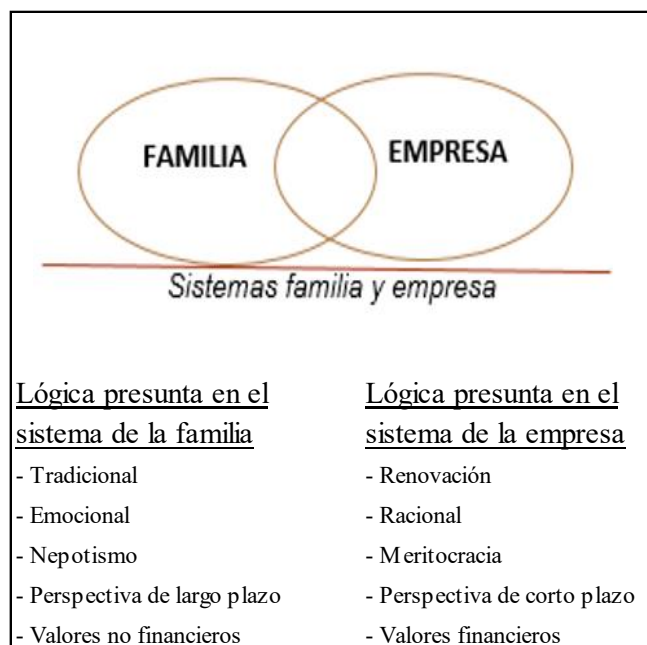 FAMILIA
EMPRESA
Sistemas familia y empresa
Lógica presunta en el
sistema de la familia
- Tradicional
- Emocional
- Nepotismo
- Perspectiva de largo plazo
- Valores no financieros
Lógica presunta en el
sistema de la empresa
- Renovación
- Racional
- Meritocracia
- Perspectiva de corto plazo
- Valores financieros